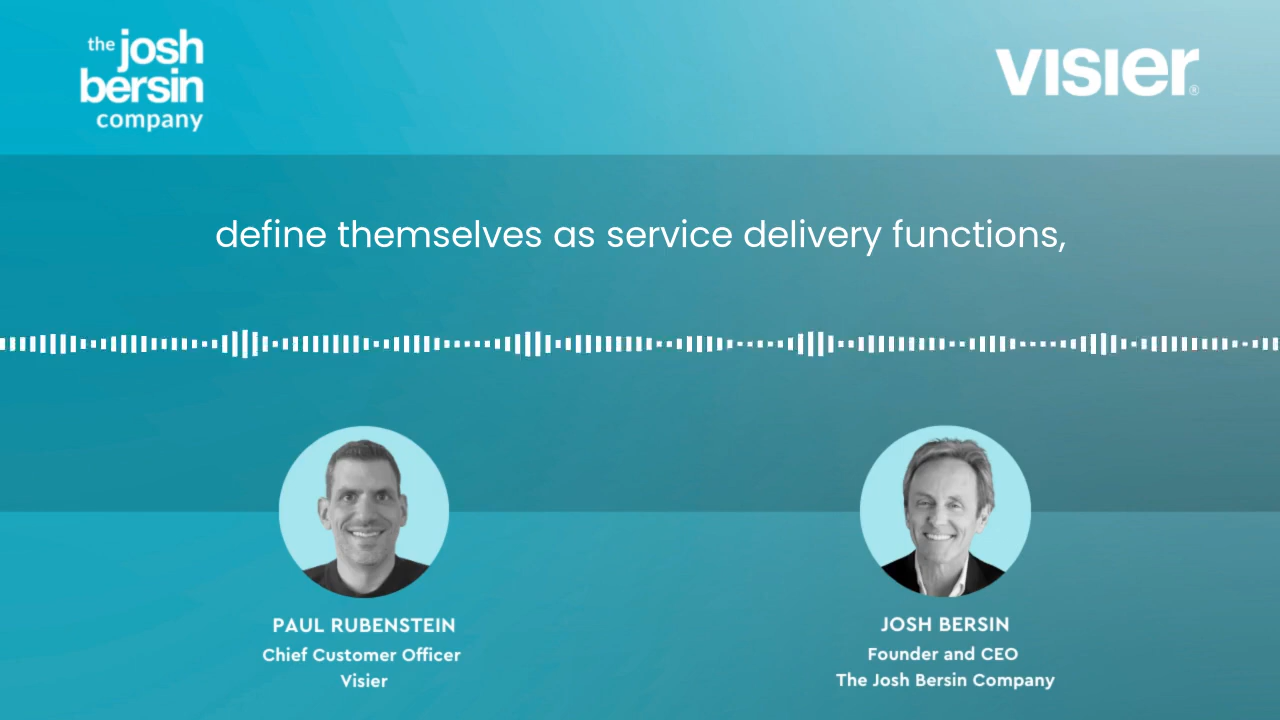 the josh
bersin
company
visier®
define themselves as service delivery functions,
PAUL RUBENSTEIN
Chief Customer Officer
Visier
JOSH BERSIN
Founder and CEO
The Josh Bersin Company